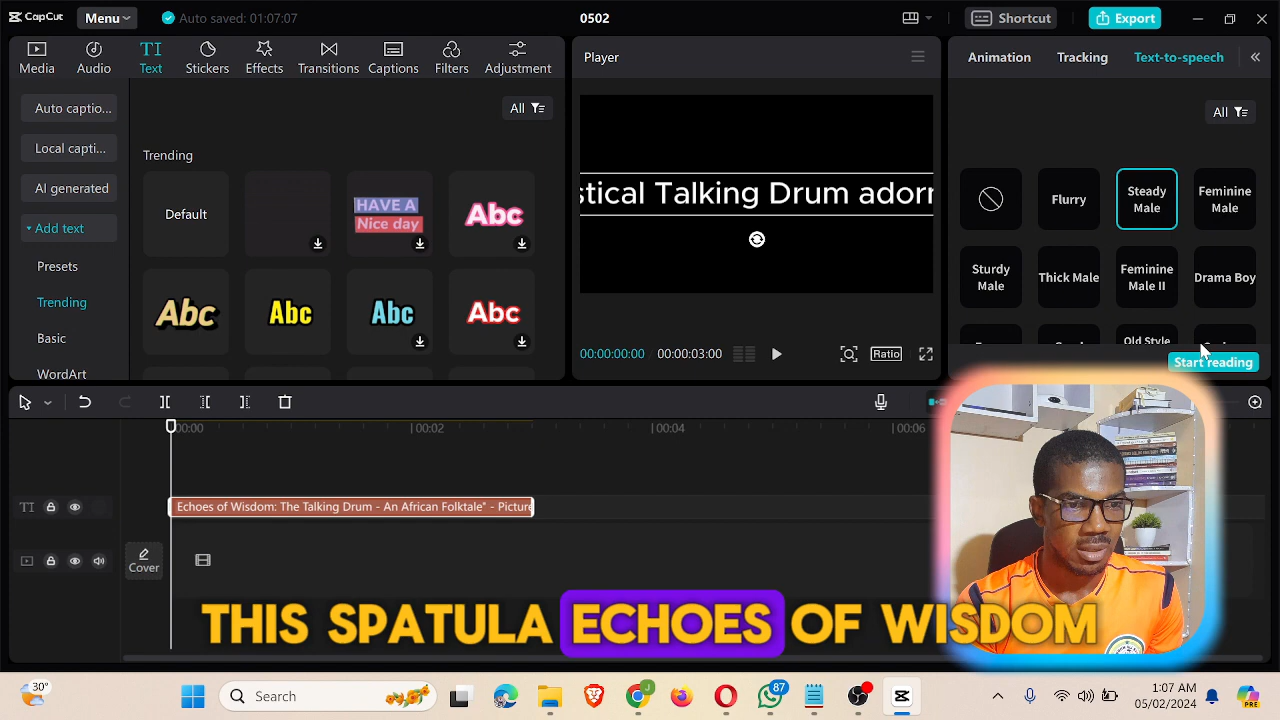 CapCut
Menu
Auto saved: 01:07:07
0502
Shortcut
Export
Media
Audio
TI
Text
Stickers
Effects
Transitions
Captions
Filters
Adjustment
Player
Animation
Tracking
Text-to-speech
Auto captio...
Local capti...
AI generated
Add text
Presets
Trending
Basic
WordArt
All
Trending
Default
HAVE A
Nice day
Abc
Abc
Abc
Abc
Abc
stical Talking Drum adorn
00:00:00:00
00:00:03:00
Ratio
All
Flurry
Steady
Male
Feminine
Male
Sturdy
Male
Thick Male
Feminine
Male II
Drama Boy
Old Style
Start reading
00:00
00:02
00:04
00:06
TI
Echoes of Wisdom: The Talking Drum - An African Folktale" - Picture
Cover
THIS SPATULA ECHOES OF WISDOM
30°
Search
J
87
PRE
1:07 AM
05/02/2024